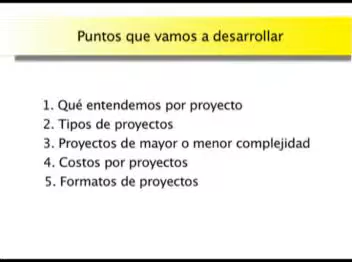 Puntos que vamos a desarrollar
1. Qué entendemos por proyecto
2. Tipos de proyectos
3. Proyectos de mayor o menor complejidad
4. Costos por proyectos
5. Formatos de proyectos